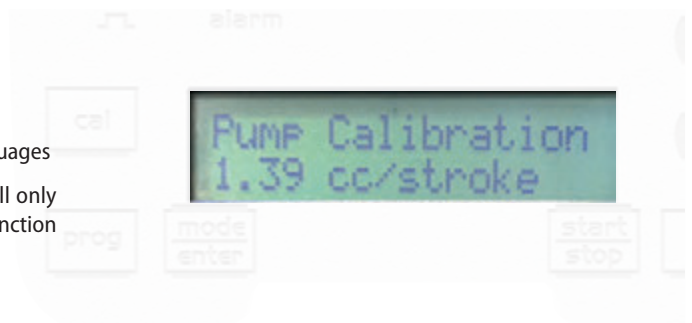 alarm
cal
uages
ll only
nction
Pump Calibration
1.39 cc/stroke
prog
mode
enter
start
stop